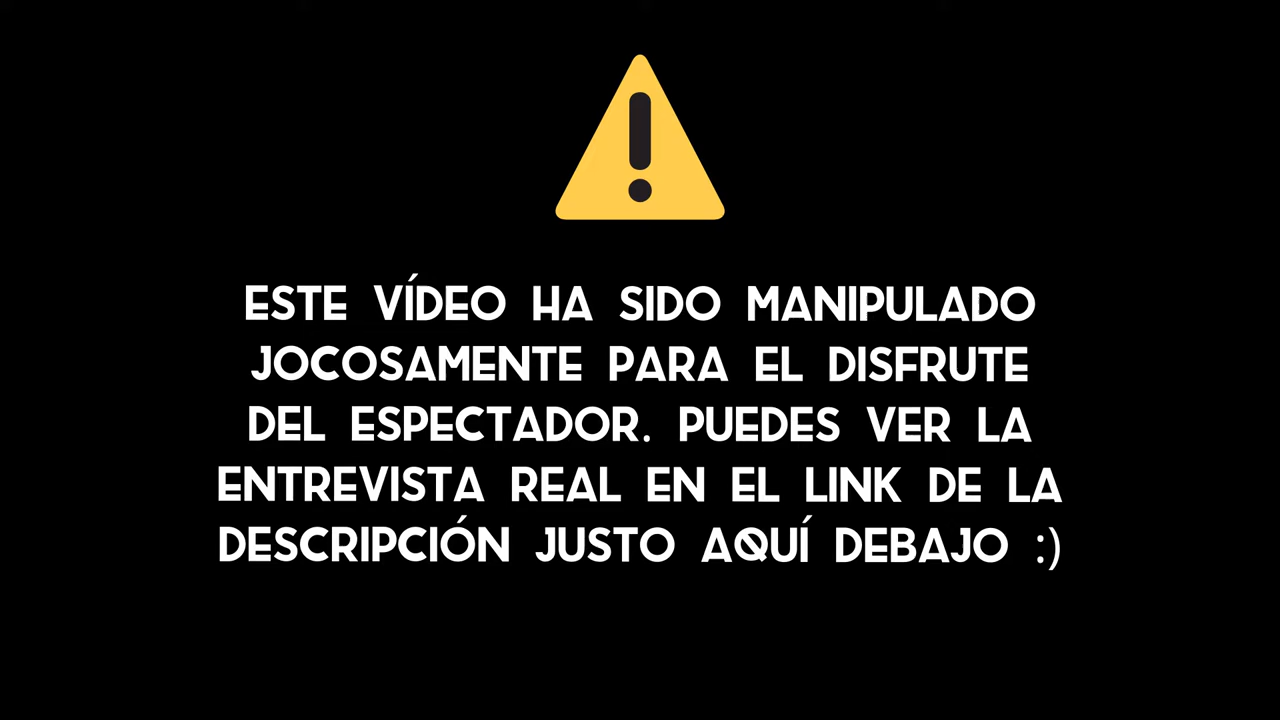 ESTE VÍDEO HA SIDO MANIPULADO
JOCOSAMENTE PARA EL DISFRUTE
DEL ESPECTADOR. PUEDES VER LA
ENTREVISTA REAL EN EL LINK DE LA
DESCRIPCIÓN JUSTO AQUÍ DEBAJO :)